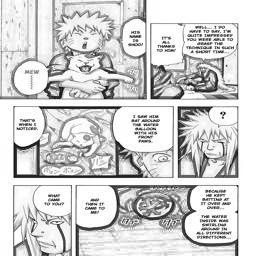 WELL... I DO
HAVE TO SAY, I'M
QUITE IMPRESSED
YOU WERE ABLE TO
GRASP THE
TECHNIQUE IN SUCH
A SHORT TIME...
IT'S
ALL
THANKS
TO HIM!
HIS
NAME
IS
SHOO!
MEW
?
I SAW HIM
BAT
AROUND
THE WATER
BALLOON
WITH HIS
FRONT
PAWS.
THAT'S
WHEN I
NOTICED.
BECAUSE
HE KEPT
BATTING AT
IT OVER AND
OVER...
THE WATER
INSIDE WAS
SWIRLING
AROUND IN
ALL DIFFERENT
DIRECTIONS...
AND
THEN IT
CAME TO
ME!
WHAT
CAME
TO YOU?